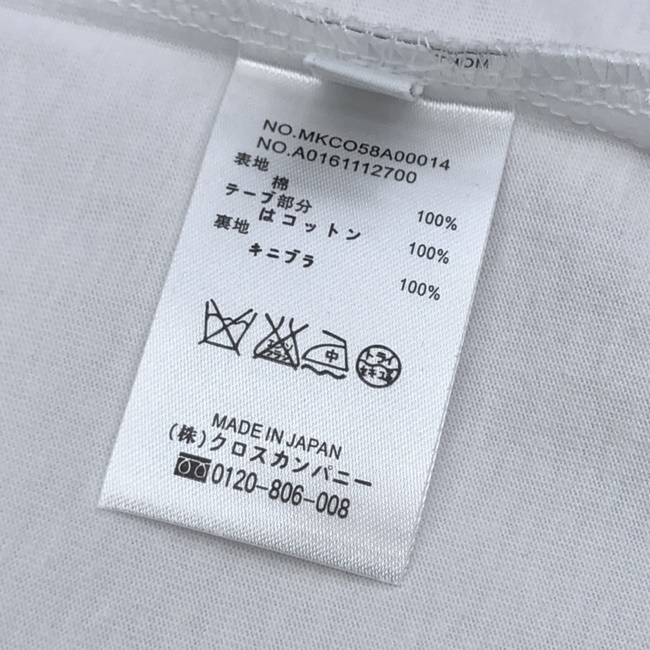 NO.MKCO58A00014
NO.A0161112700
表地
棉 100%
テープ部分
はコットン 100%
裏地
キニブラ 100%
中
MADE IN JAPAN
(株)クロスカンパニー
0120-806-008